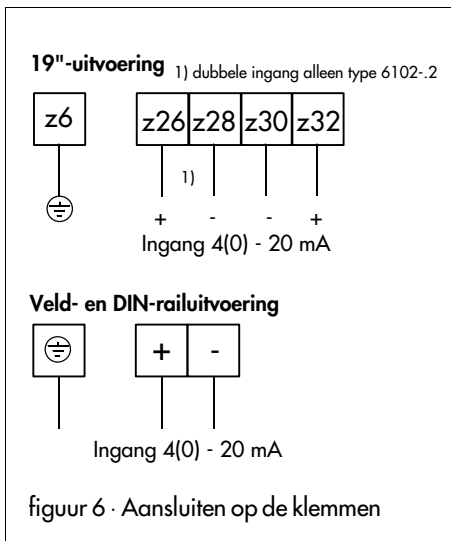 19"-uitvoering 1) dubbele ingang alleen type 6102-.2
z6 z26 z28 z30 z32
1)
+ - - +
Ingang 4(0) - 20 mA
Veld- en DIN-railuitvoering
+ -
Ingang 4(0) - 20 mA
figuur 6 · Aansluiten op de klemmen